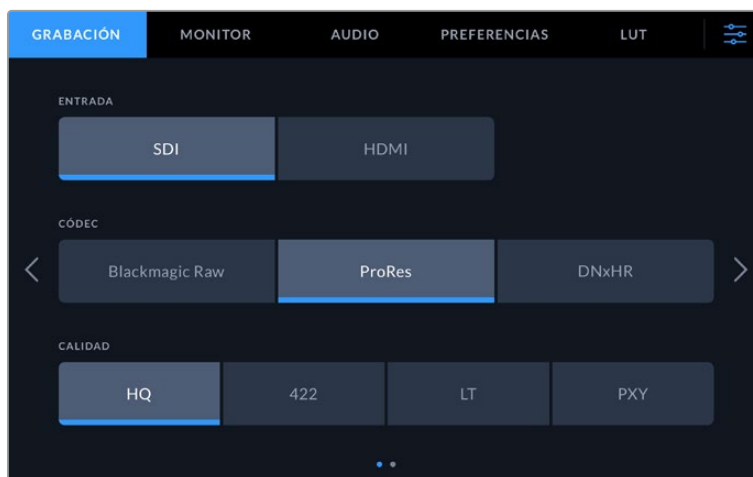 GRABACIÓN MONITOR AUDIO PREFERENCIAS LUT
ENTRADA
SDI HDMI
CÓDEC
Blackmagic Raw ProRes DNxHR
CALIDAD
HQ 422 LT PXY